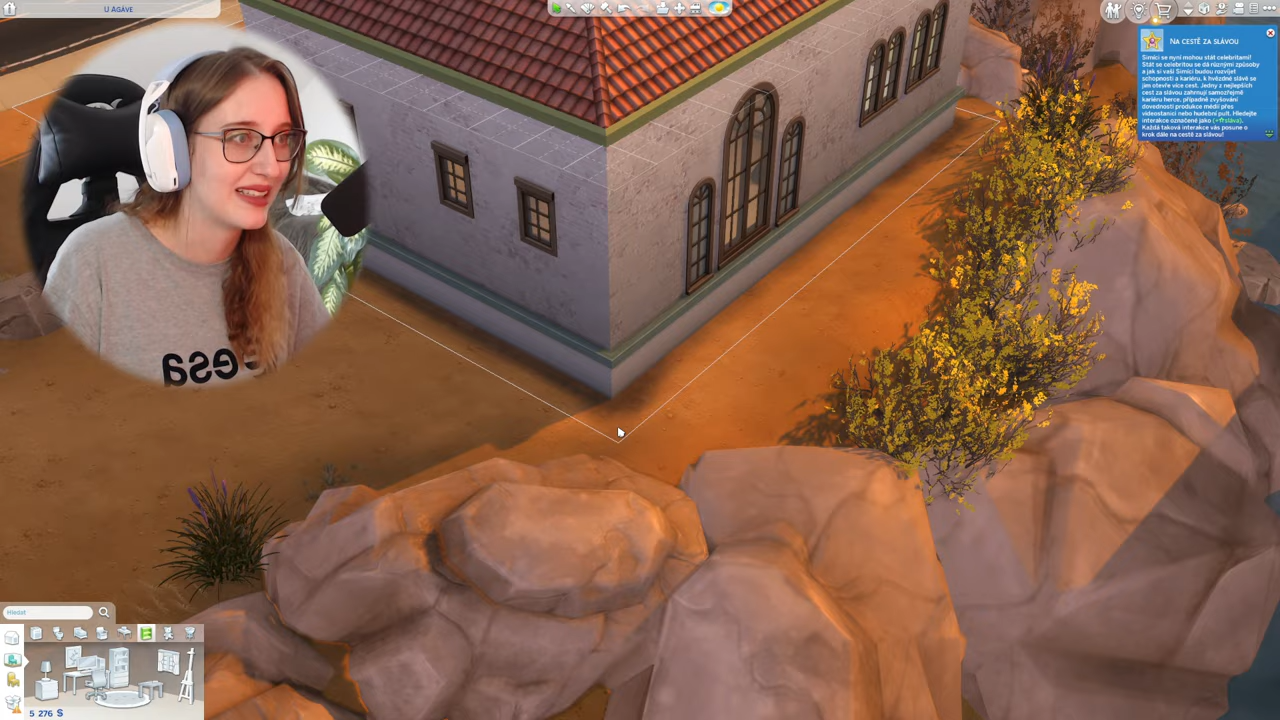 U AGÁVE
NA CESTĚ ZA SLÁVOU
Simíci se nyní mohou stát celebritami!
Stát se celebritou se dá různými způsoby
a jak si vaši Simíci budou rozvíjet
schopnosti a kariéru, k hvězdné slávě se
jim otevře více cest. Jedny z nejlepších
cest za slávou zahrnují samozřejmě
kariéru herce, případně zvyšování
dovednosti produkce médií přes
videostanici nebo hudební pult. Hledejte
interakce označené jako (+Sláva).
Každá taková interakce vás posune o
krok dále na cestě za slávou!
esa
Hledat
5 276 $